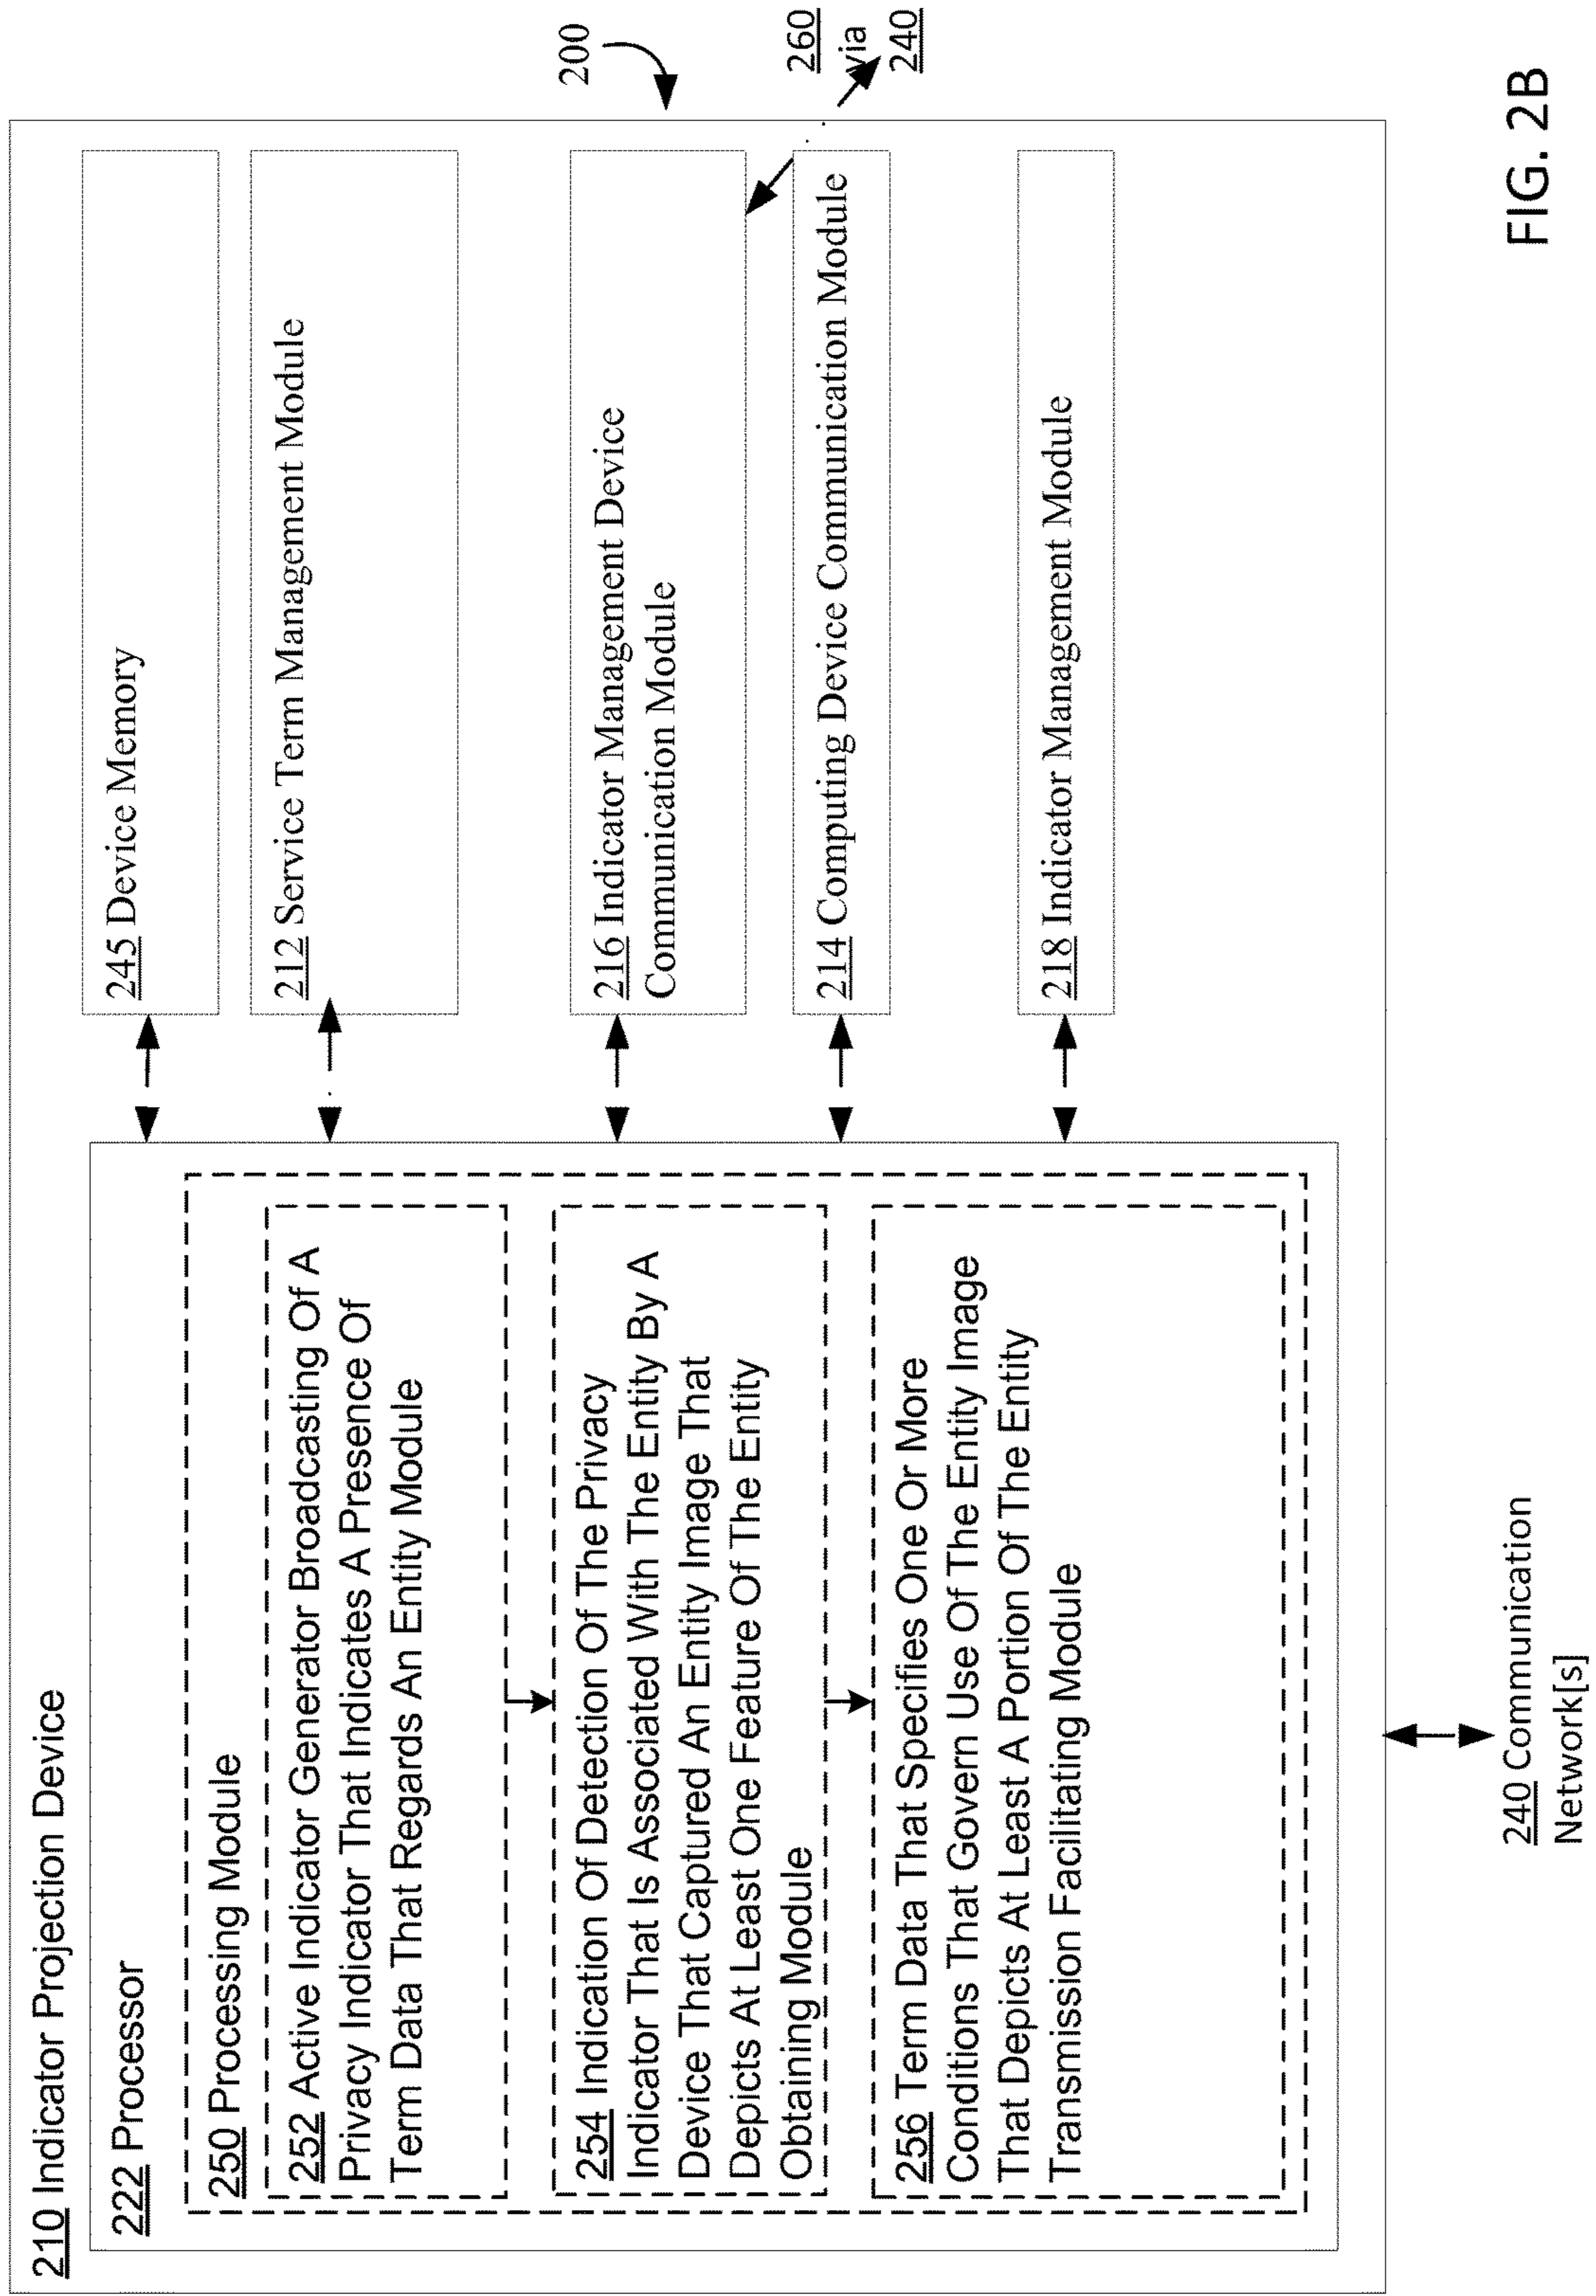 210 Indicator Projection Device
222 Processor
250 Processing Module
252 Active Indicator Generator Broadcasting Of A
Privacy Indicator That Indicates A Presence Of
Term Data That Regards An Entity Module
254 Indication Of Detection Of The Privacy
Indicator That Is Associated With The Entity By A
Device That Captured An Entity Image That
Depicts At Least One Feature Of The Entity
Obtaining Module
256 Term Data That Specifies One Or More
Conditions That Govern Use Of The Entity Image
That Depicts At Least A Portion Of The Entity
Transmission Facilitating Module
245 Device Memory
212 Service Term Management Module
216 Indicator Management Device
Communication Module
214 Computing Device Communication Module
218 Indicator Management Module
200
260
via
240
240 Communication
Network[s]
FIG. 2B